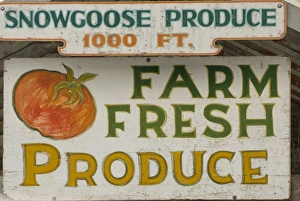 SNOWGOOSE PRODUCE
1000 FT.
FARM
FRESH
PRODUCE